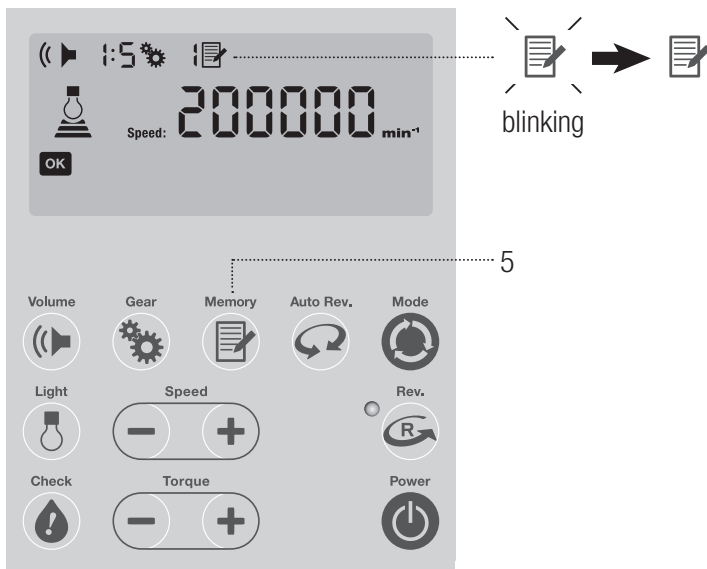 1:5 1
blinking
Speed: 200000 min⁻¹
OK
5
Volume Gear Memory Auto Rev. Mode
Light Speed Rev.
R
Check Torque Power